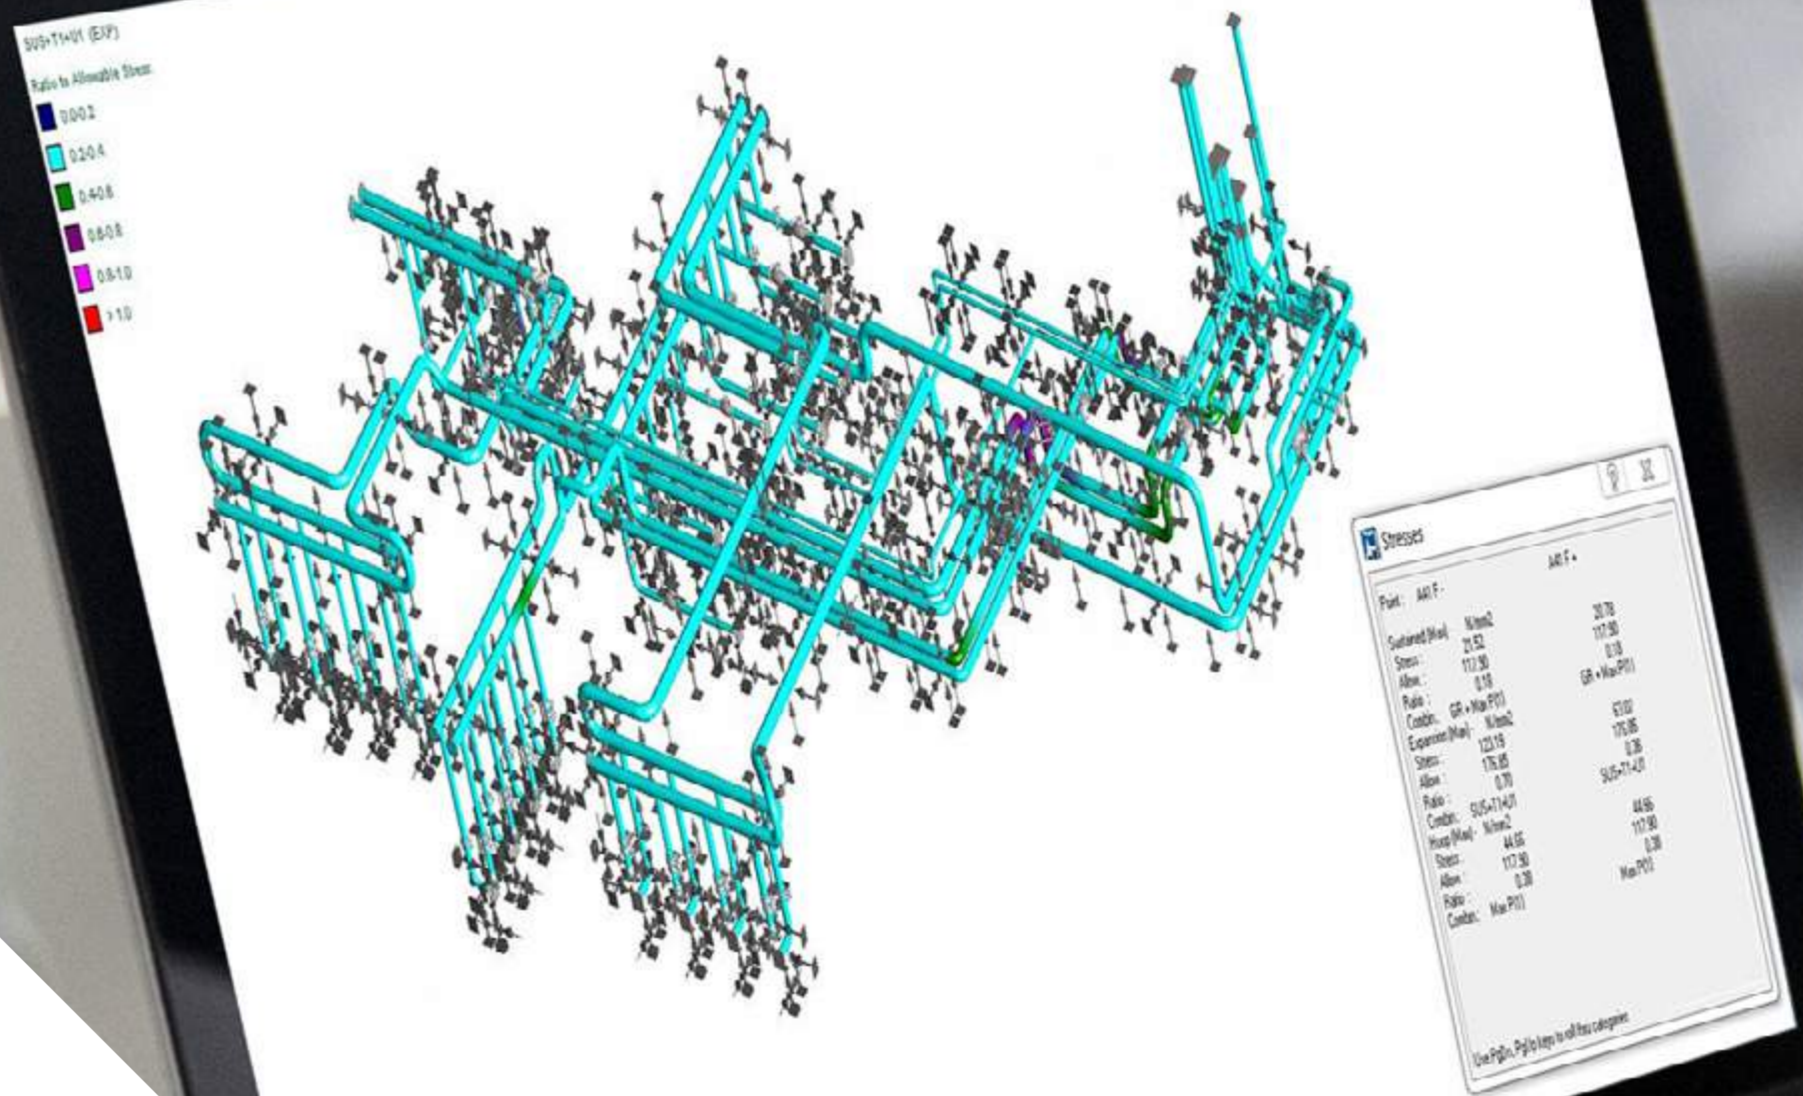 SUS+T1+U1 (EXP)
Ratio to Allowable Stress
0.0-0.2
0.2-0.4
0.4-0.6
0.6-0.8
0.8-1.0
> 1.0
Stresses
Point : A41 F - A41 F +
Sustained (Max) N/mm2
Stress : 21.52 20.78
Allow. : 117.90 117.90
Ratio : 0.18 0.18
Combin. : GR + Max P{1} GR + Max P{1}
Expansion (Max) - N/mm2
Stress : 123.19 67.02
Allow : 176.85 176.85
Ratio : 0.70 0.38
Combin: SUS+T1-U1 SUS+T1-U1
Hoop (Max) - N/mm2
Stress : 44.66 44.66
Allow : 117.90 117.90
Ratio : 0.38 0.38
Combin.: Max P{1} Max P{1}
Use PgDn, PgUp keys to roll thru categories